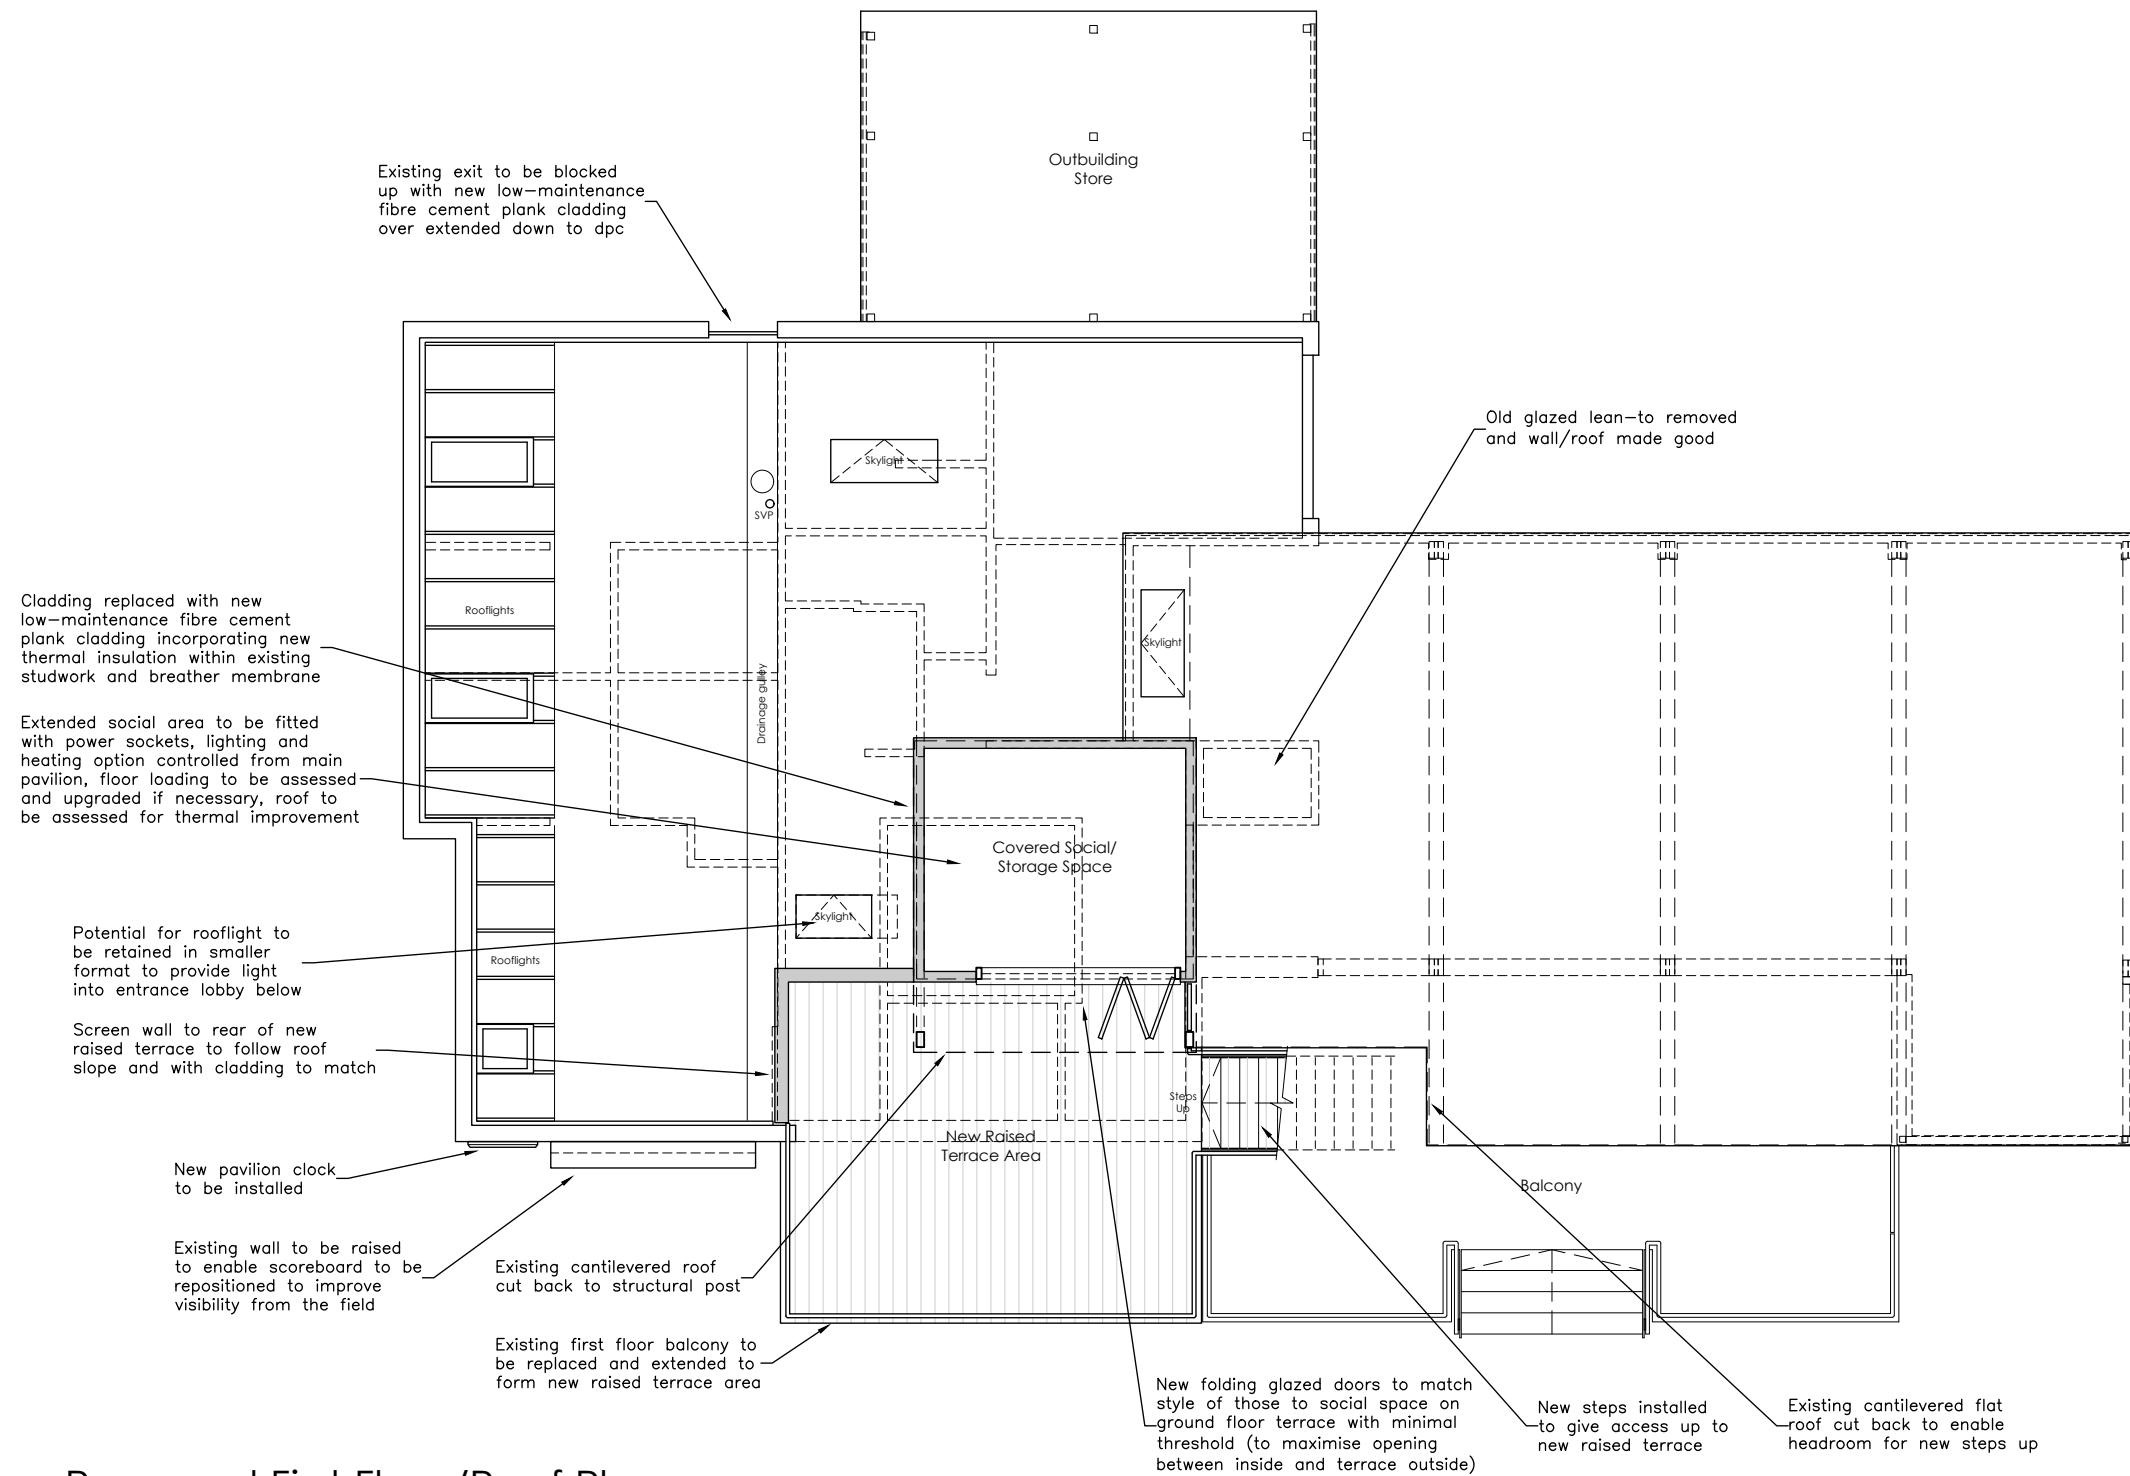 Outbuilding
Store
Existing exit to be blocked
up with new low-maintenance
fibre cement plank cladding
over extended down to dpc
Old glazed lean-to removed
and wall/roof made good
Skylight
SVP
Cladding replaced with new
low-maintenance fibre cement
plank cladding incorporating new
thermal insulation within existing
studwork and breather membrane
Rooflights
Skylight
Drainage gulley
Extended social area to be fitted
with power sockets, lighting and
heating option controlled from main
pavilion, floor loading to be assessed
and upgraded if necessary, roof to
be assessed for thermal improvement
Covered Social/
Storage Space
Skylight
Potential for rooflight to
be retained in smaller
format to provide light
into entrance lobby below
Rooflights
Screen wall to rear of new
raised terrace to follow roof
slope and with cladding to match
Steps
Up
New Raised
Terrace Area
New pavilion clock
to be installed
Balcony
Existing wall to be raised
to enable scoreboard to be
repositioned to improve
visibility from the field
Existing cantilevered roof
cut back to structural post
Existing first floor balcony to
be replaced and extended to
form new raised terrace area
New folding glazed doors to match
style of those to social space on
ground floor terrace with minimal
threshold (to maximise opening
between inside and terrace outside)
New steps installed
to give access up to
new raised terrace
Existing cantilevered flat
roof cut back to enable
headroom for new steps up